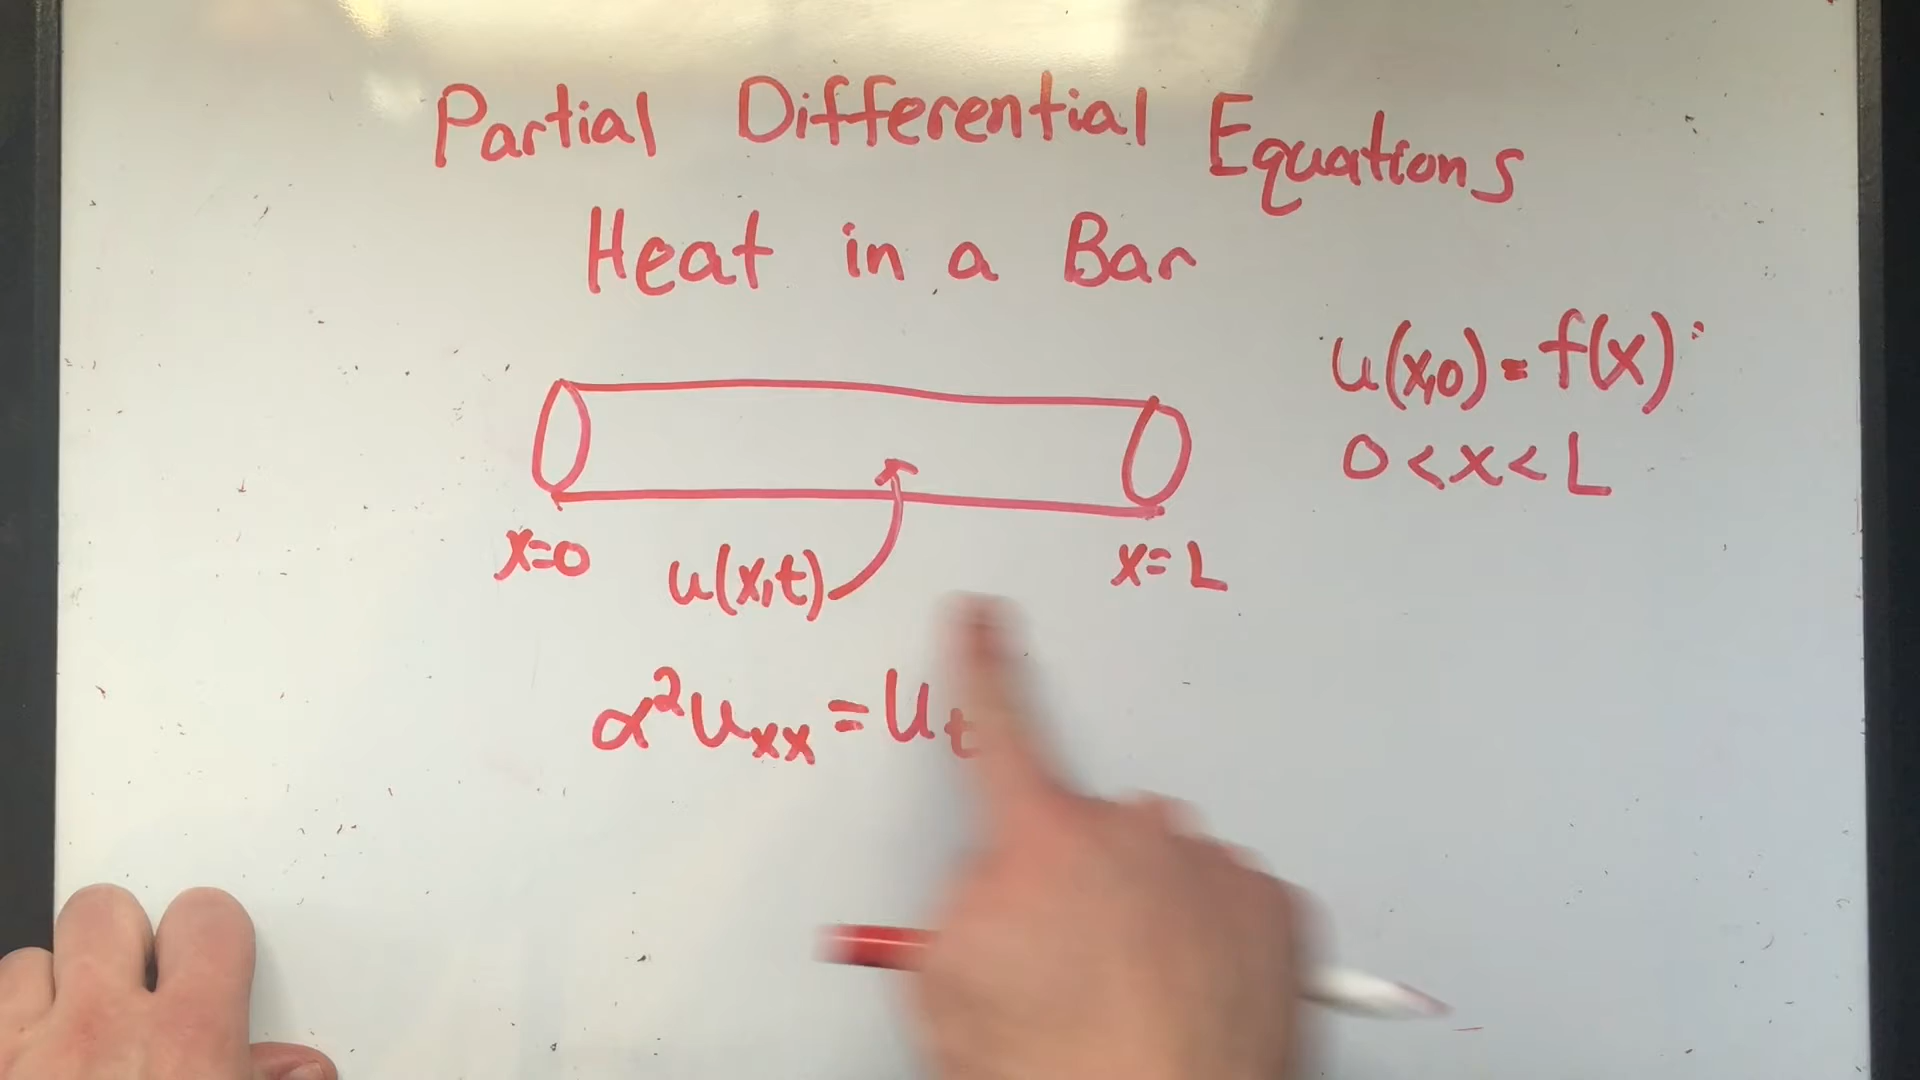 Partial Differential Equations
Heat in a Bar
u(x,0) = f(x)
0 < x < L
x=0
u(x,t)
x=L
α²uₓₓ = uₜ